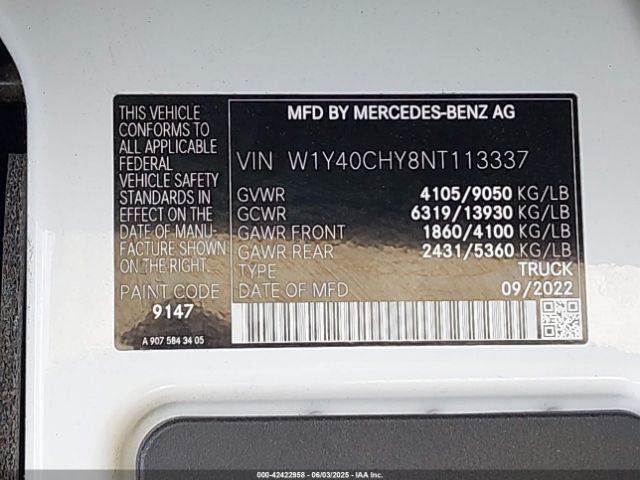 THIS VEHICLE
CONFORMS TO
ALL APPLICABLE
FEDERAL
VEHICLE SAFETY
STANDARDS IN
EFFECT ON THE
DATE OF MANU-
FACTURE SHOWN
ON THE RIGHT.
PAINT CODE
9147
A 907 584 34 05
MFD BY MERCEDES-BENZ AG
VIN W1Y40CHY8NT113337
GVWR 4105/9050 KG/LB
GCWR 6319/13930 KG/LB
GAWR FRONT 1860/4100 KG/LB
GAWR REAR 2431/5360 KG/LB
TYPE TRUCK
DATE OF MFD 09/2022
000-42422958 - 06/03/2025 - IAAI.com